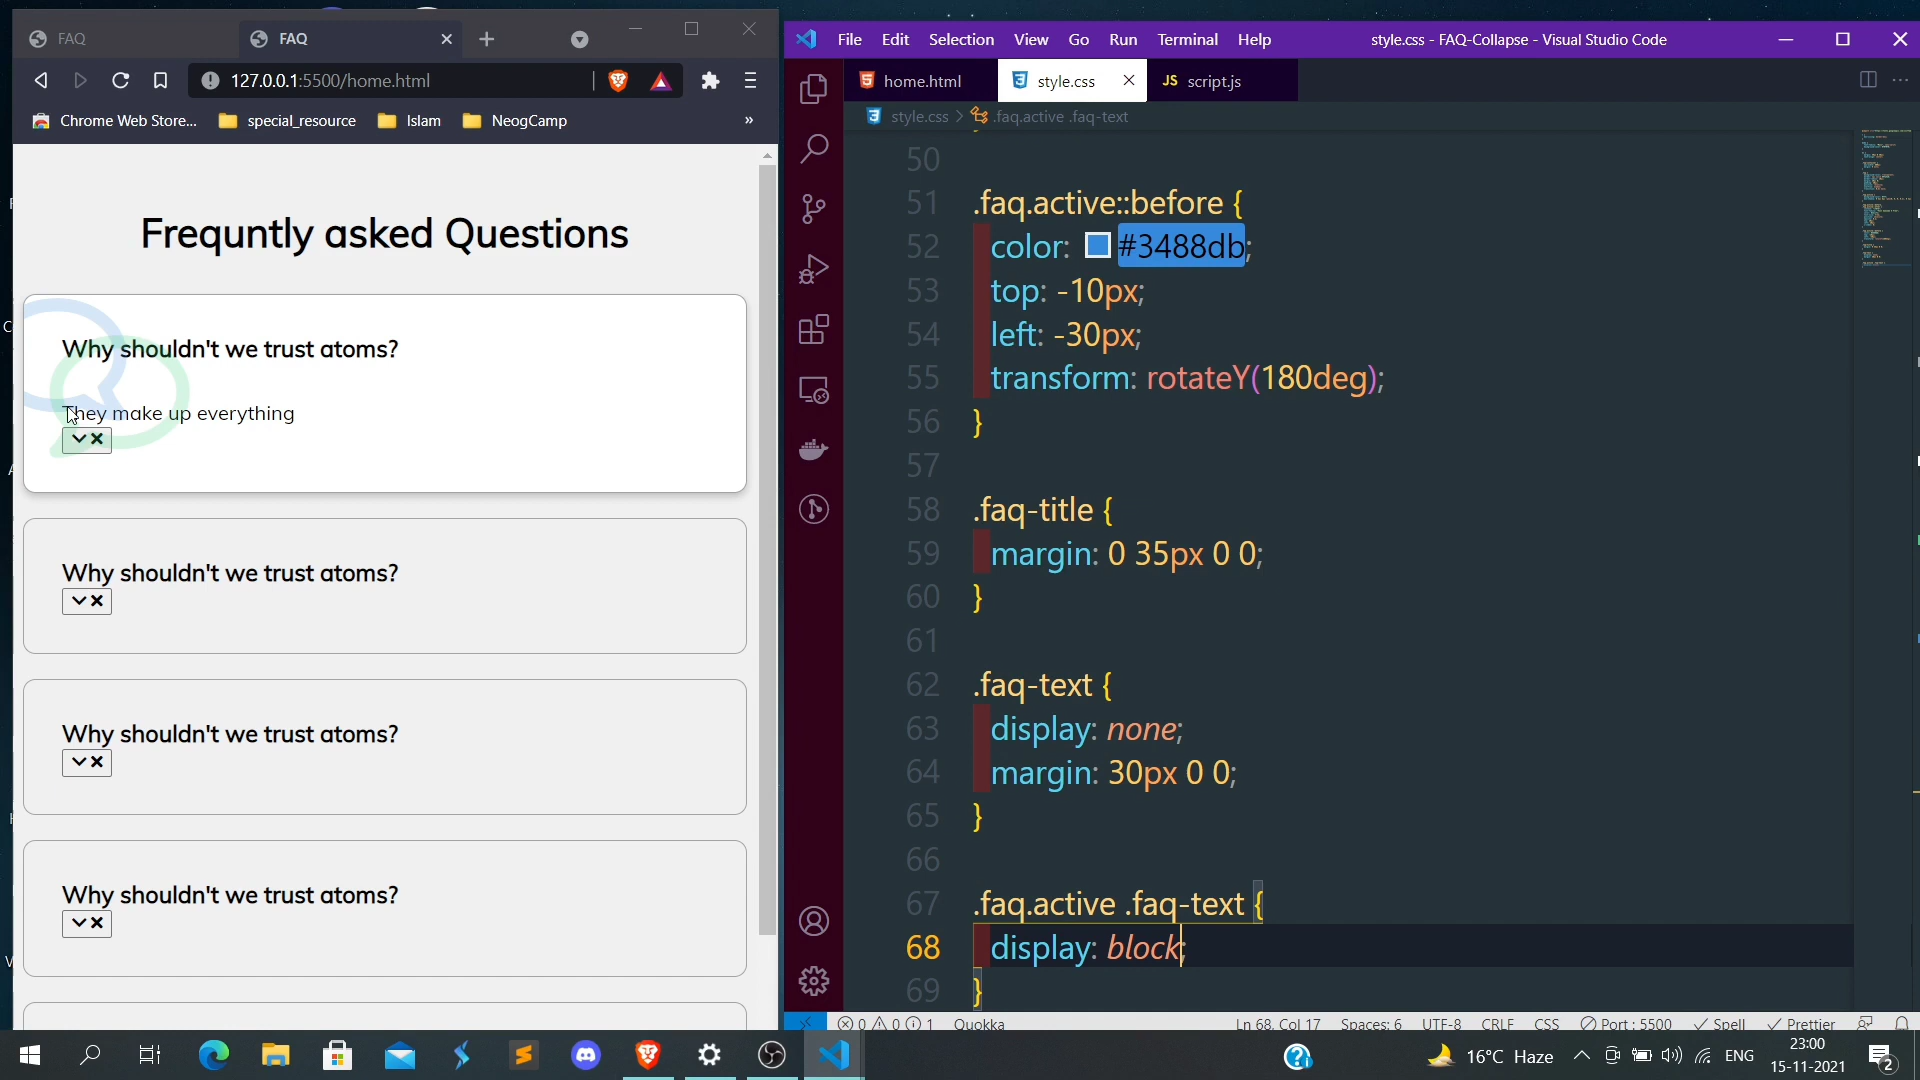 FAQ
FAQ
127.0.0.1:5500/home.html
Chrome Web Store...
special_resource
Islam
NeogCamp
»
Frequntly asked Questions
Why shouldn't we trust atoms?
They make up everything
Why shouldn't we trust atoms?
Why shouldn't we trust atoms?
Why shouldn't we trust atoms?
File Edit Selection View Go Run Terminal Help
style.css - FAQ-Collapse - Visual Studio Code
home.html
style.css
JS script.js
style.css > .faq.active .faq-text
50
51 .faq.active::before {
52 color: #3488db;
53 top: -10px;
54 left: -30px;
55 transform: rotateY(180deg);
56 }
57
58 .faq-title {
59 margin: 0 35px 0 0;
60 }
61
62 .faq-text {
63 display: none;
64 margin: 30px 0 0;
65 }
66
67 .faq.active .faq-text {
68 display: block;
69 }
0 0 1 Quokka
Ln 68, Col 17 Spaces: 6 UTF-8 CRLF CSS Port : 5500 Spell Prettier
16°C Haze
ENG
23:00
15-11-2021
2